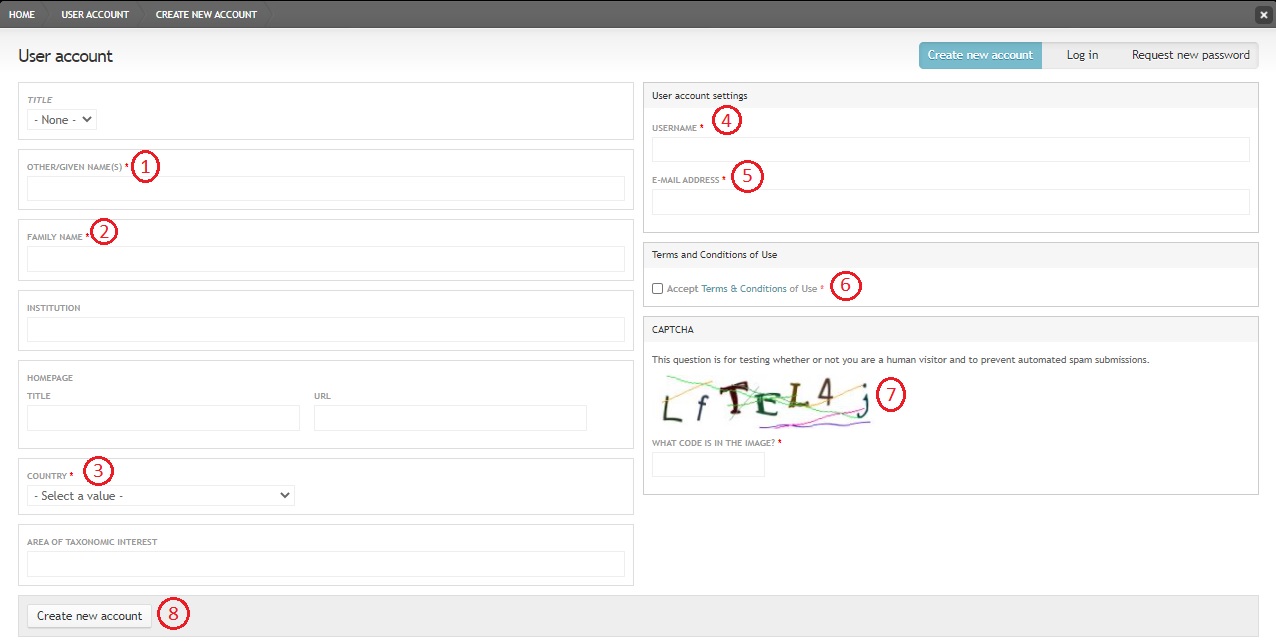 HOME USER ACCOUNT CREATE NEW ACCOUNT
User account
Create new account Log in Request new password
TITLE
- None -
OTHER/GIVEN NAME(S) * 1
FAMILY NAME * 2
INSTITUTION
HOMEPAGE
TITLE URL
COUNTRY * 3
- Select a value -
AREA OF TAXONOMIC INTEREST
Create new account 8
User account settings
USERNAME * 4
E-MAIL ADDRESS * 5
Terms and Conditions of Use
Accept Terms & Conditions of Use * 6
CAPTCHA
This question is for testing whether or not you are a human visitor and to prevent automated spam submissions.
LfTEL4j 7
WHAT CODE IS IN THE IMAGE? *